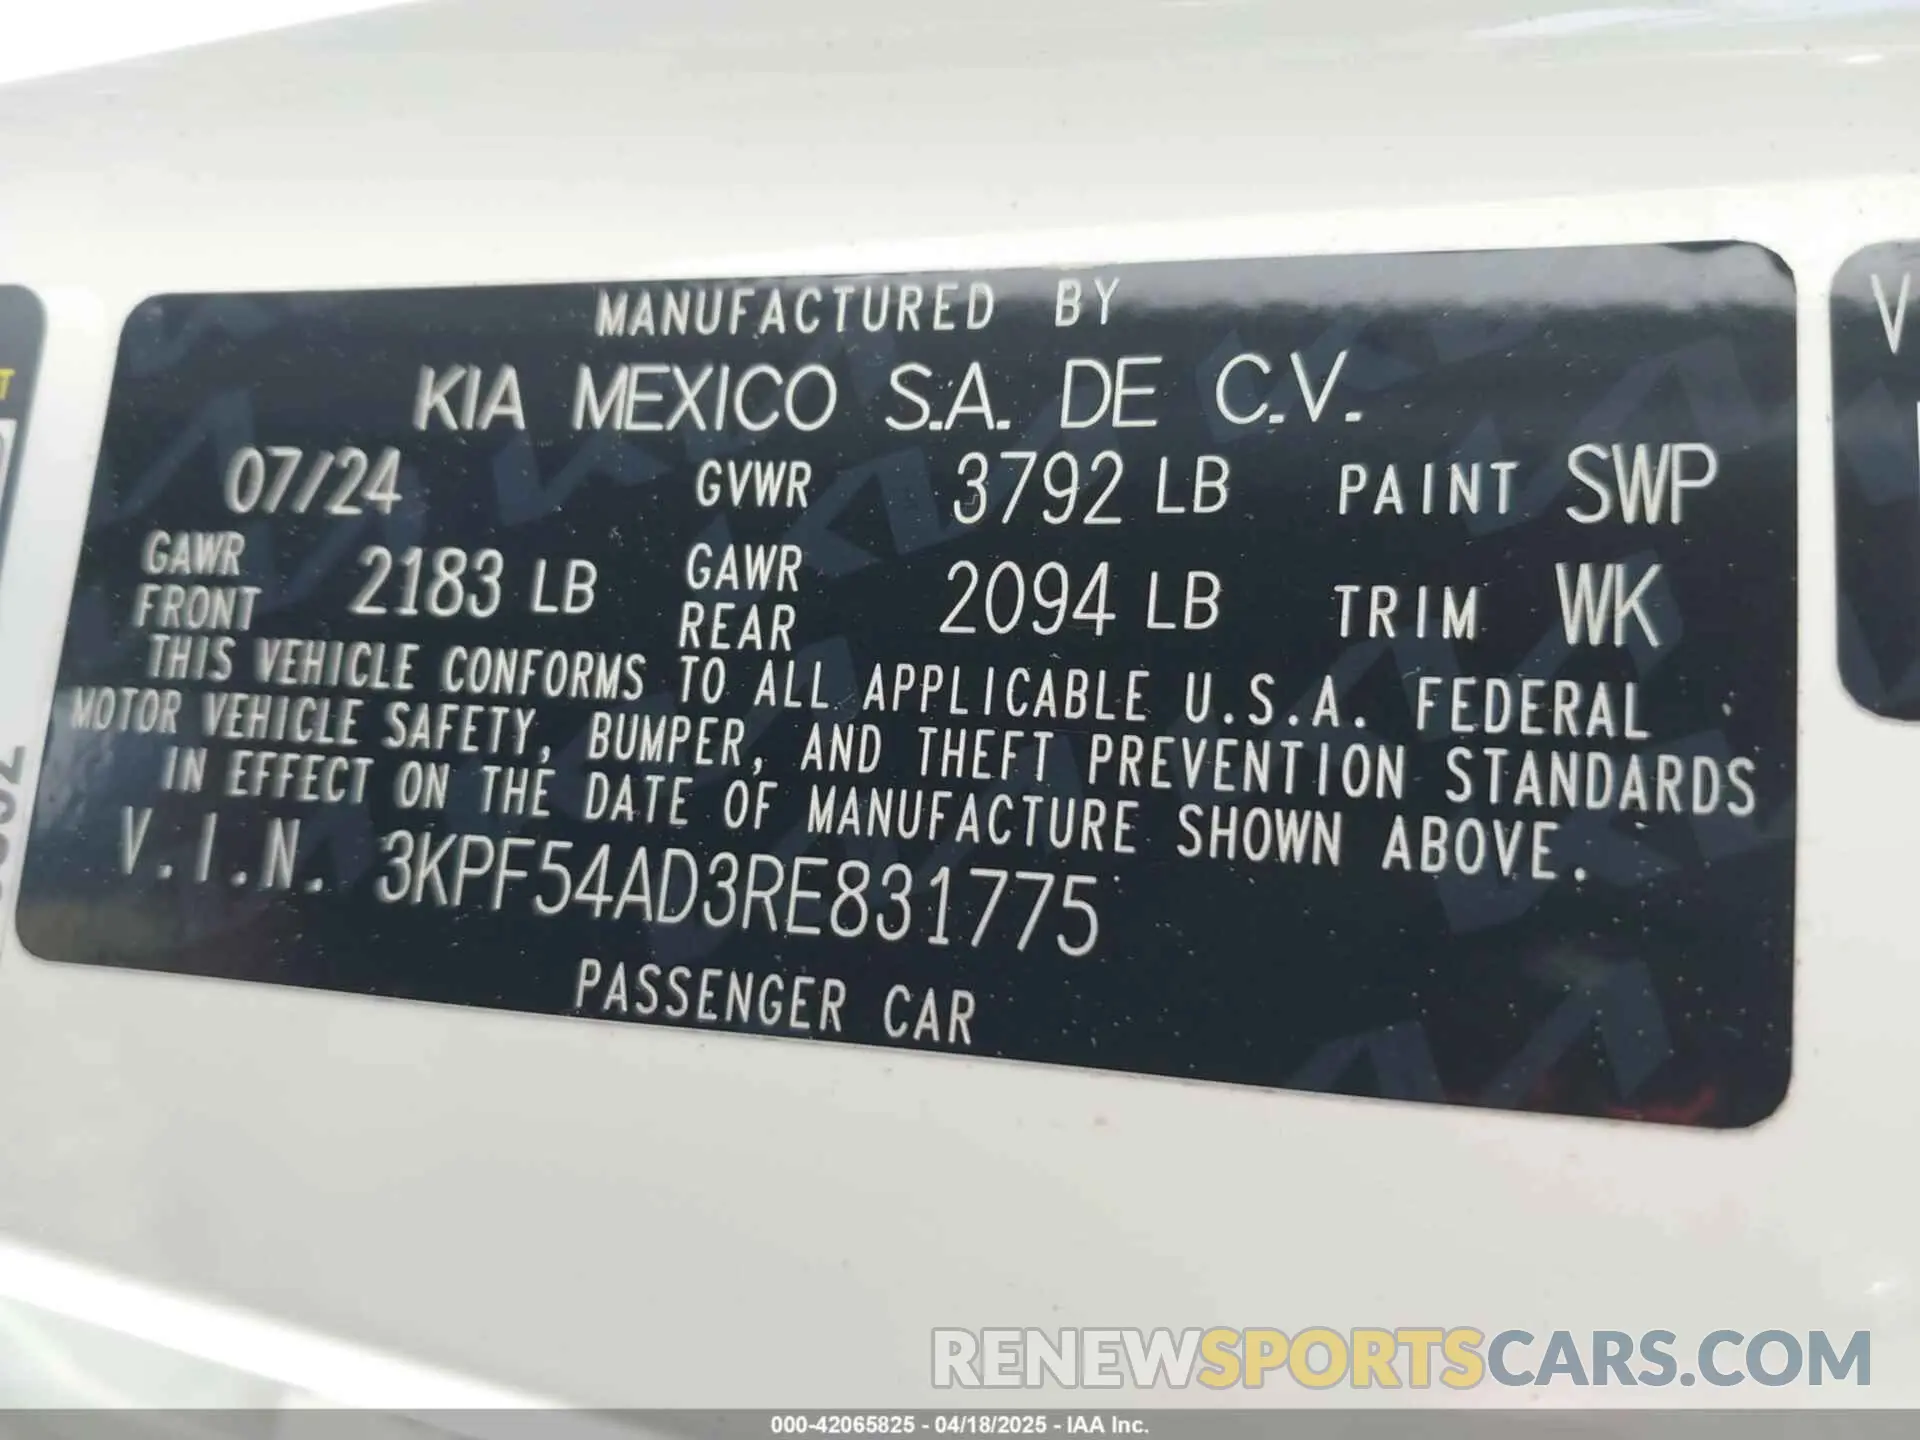 MANUFACTURED BY
KIA MEXICO S.A. DE C.V.
07/24 GVWR 3792 LB PAINT SWP
GAWR FRONT 2183 LB GAWR REAR 2094 LB TRIM WK
THIS VEHICLE CONFORMS TO ALL APPLICABLE U.S.A. FEDERAL
MOTOR VEHICLE SAFETY, BUMPER, AND THEFT PREVENTION STANDARDS
IN EFFECT ON THE DATE OF MANUFACTURE SHOWN ABOVE.
V.I.N. 3KPF54AD3RE831775
PASSENGER CAR
V
T
RENEWSPORTSCARS.COM
000-42065825 - 04/18/2025 - IAA Inc.